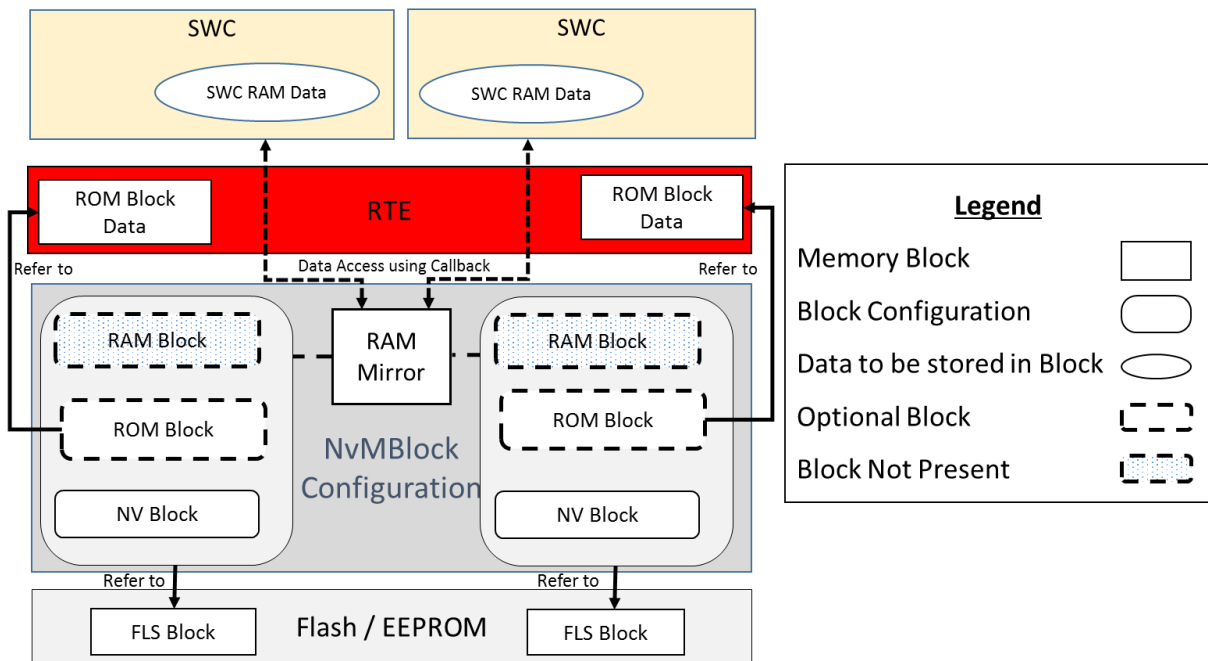 SWC
SWC
SWC RAM Data
SWC RAM Data
ROM Block
Data
RTE
ROM Block
Data
Refer to
Data Access using Callback
Refer to
RAM Block
RAM
Mirror
RAM Block
ROM Block
ROM Block
NvMBlock
Configuration
NV Block
NV Block
Refer to
Refer to
FLS Block
Flash / EEPROM
FLS Block
Legend
Memory Block
Block Configuration
Data to be stored in Block
Optional Block
Block Not Present